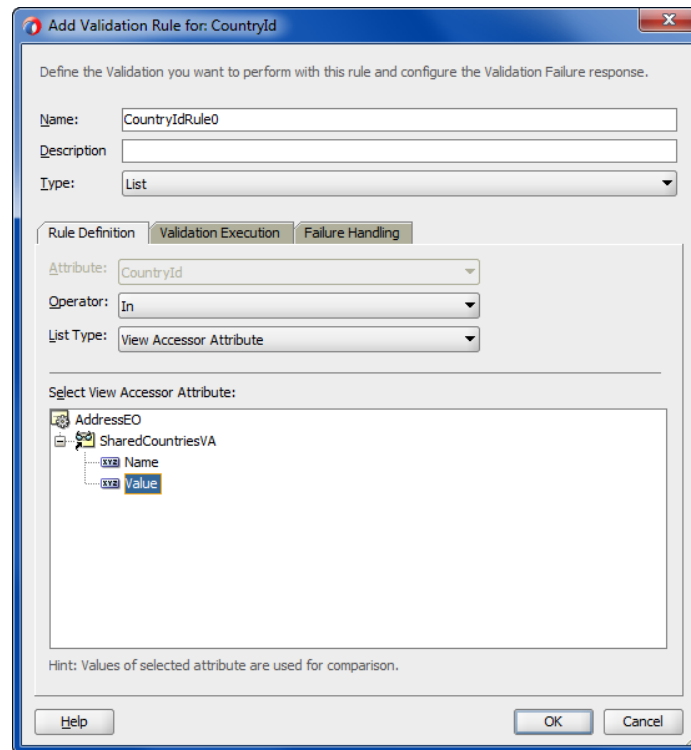 Add Validation Rule for: CountryId
Define the Validation you want to perform with this rule and configure the Validation Failure response.
Name: CountryIdRule0
Description
Type: List
Rule Definition Validation Execution Failure Handling
Attribute: CountryId
Operator: In
List Type: View Accessor Attribute
Select View Accessor Attribute:
AddressEO
SharedCountriesVA
xyz Name
xyz Value
Hint: Values of selected attribute are used for comparison.
Help OK Cancel